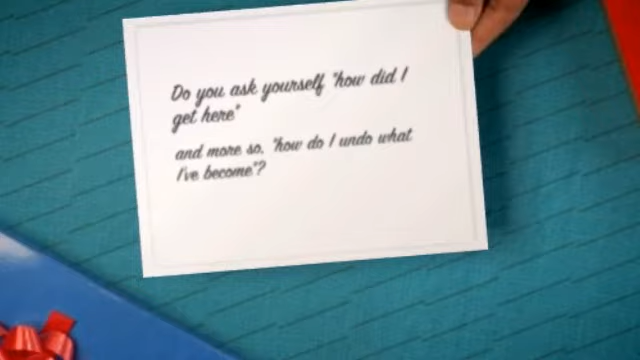 Do you ask yourself "how did I
get here"
and more so, "how do I undo what
I've become"?